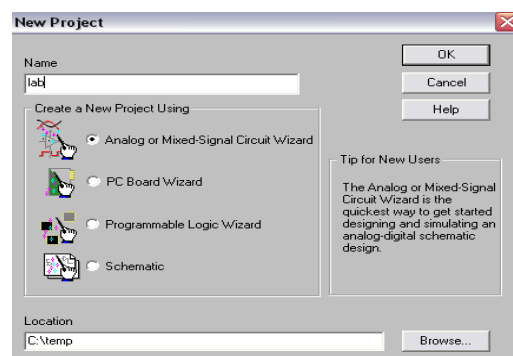 New Project
Name
lab
OK
Cancel
Help
Create a New Project Using
Analog or Mixed-Signal Circuit Wizard
PC Board Wizard
Programmable Logic Wizard
Schematic
Tip for New Users
The Analog or Mixed-Signal
Circuit Wizard is the
quickest way to get started
designing and simulating an
analog-digital schematic
design.
Location
C:\temp
Browse...